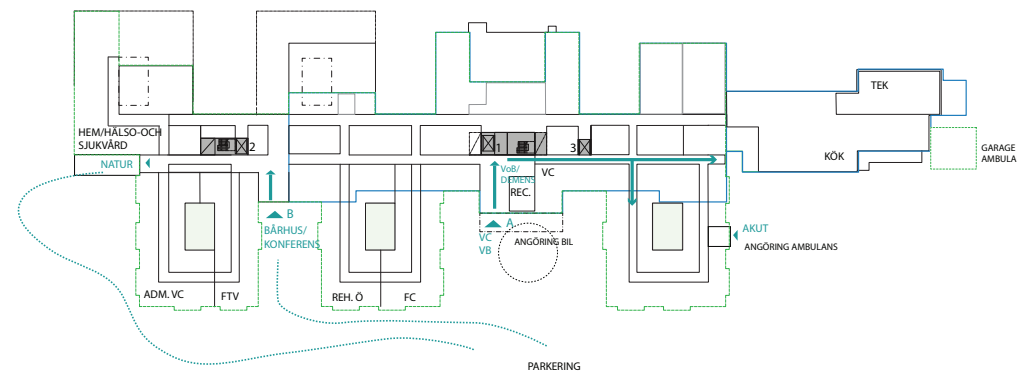 TEK
HEM/HÄLSO-OCH
SJUKVÅRD
2
1
3
GARAGE
AMBULA
KÖK
NATUR
VoB/
DEMENS
VC
REC.
B
BÅRHUS/
KONFERENS
A
VC
VB
ANGÖRING BIL
AKUT
ANGÖRING AMBULANS
ADM. VC
FTV
REH. Ö
FC
PARKERING